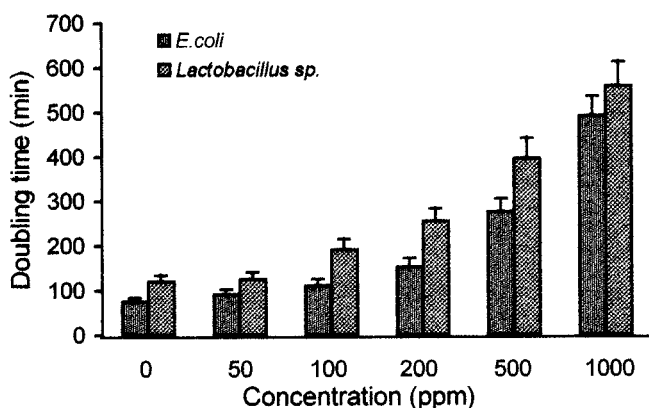 700
600
500
400
300
200
100
0
Doubling time (min)
E.coli
Lactobacillus sp.
0 50 100 200 500 1000
Concentration (ppm)